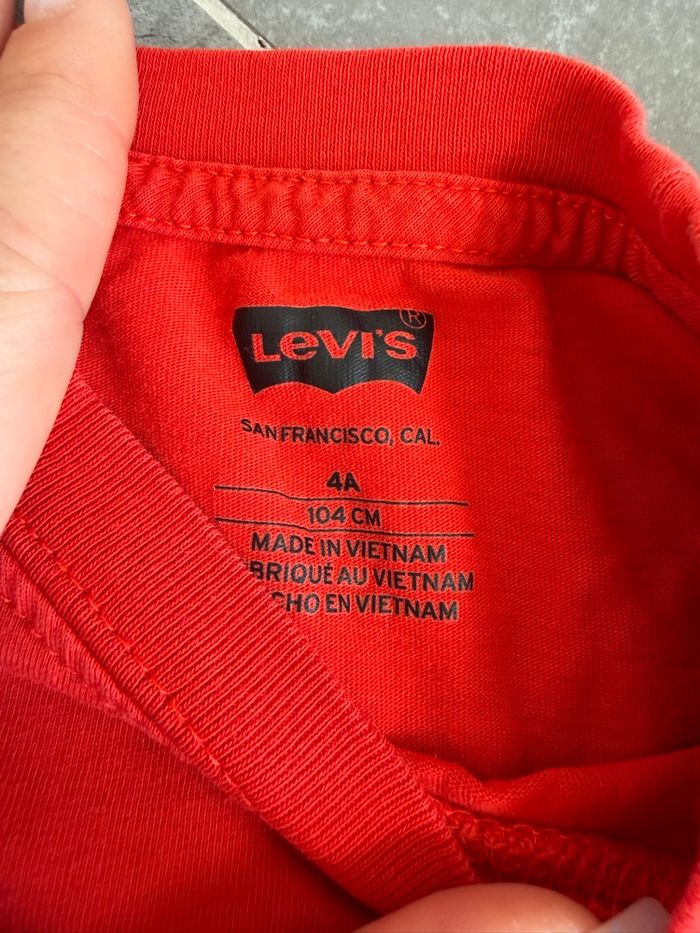 LEVI'S®
SAN FRANCISCO, CAL.
4A
104 CM
MADE IN VIETNAM
BRIQUÉ AU VIETNAM
CHO EN VIETNAM